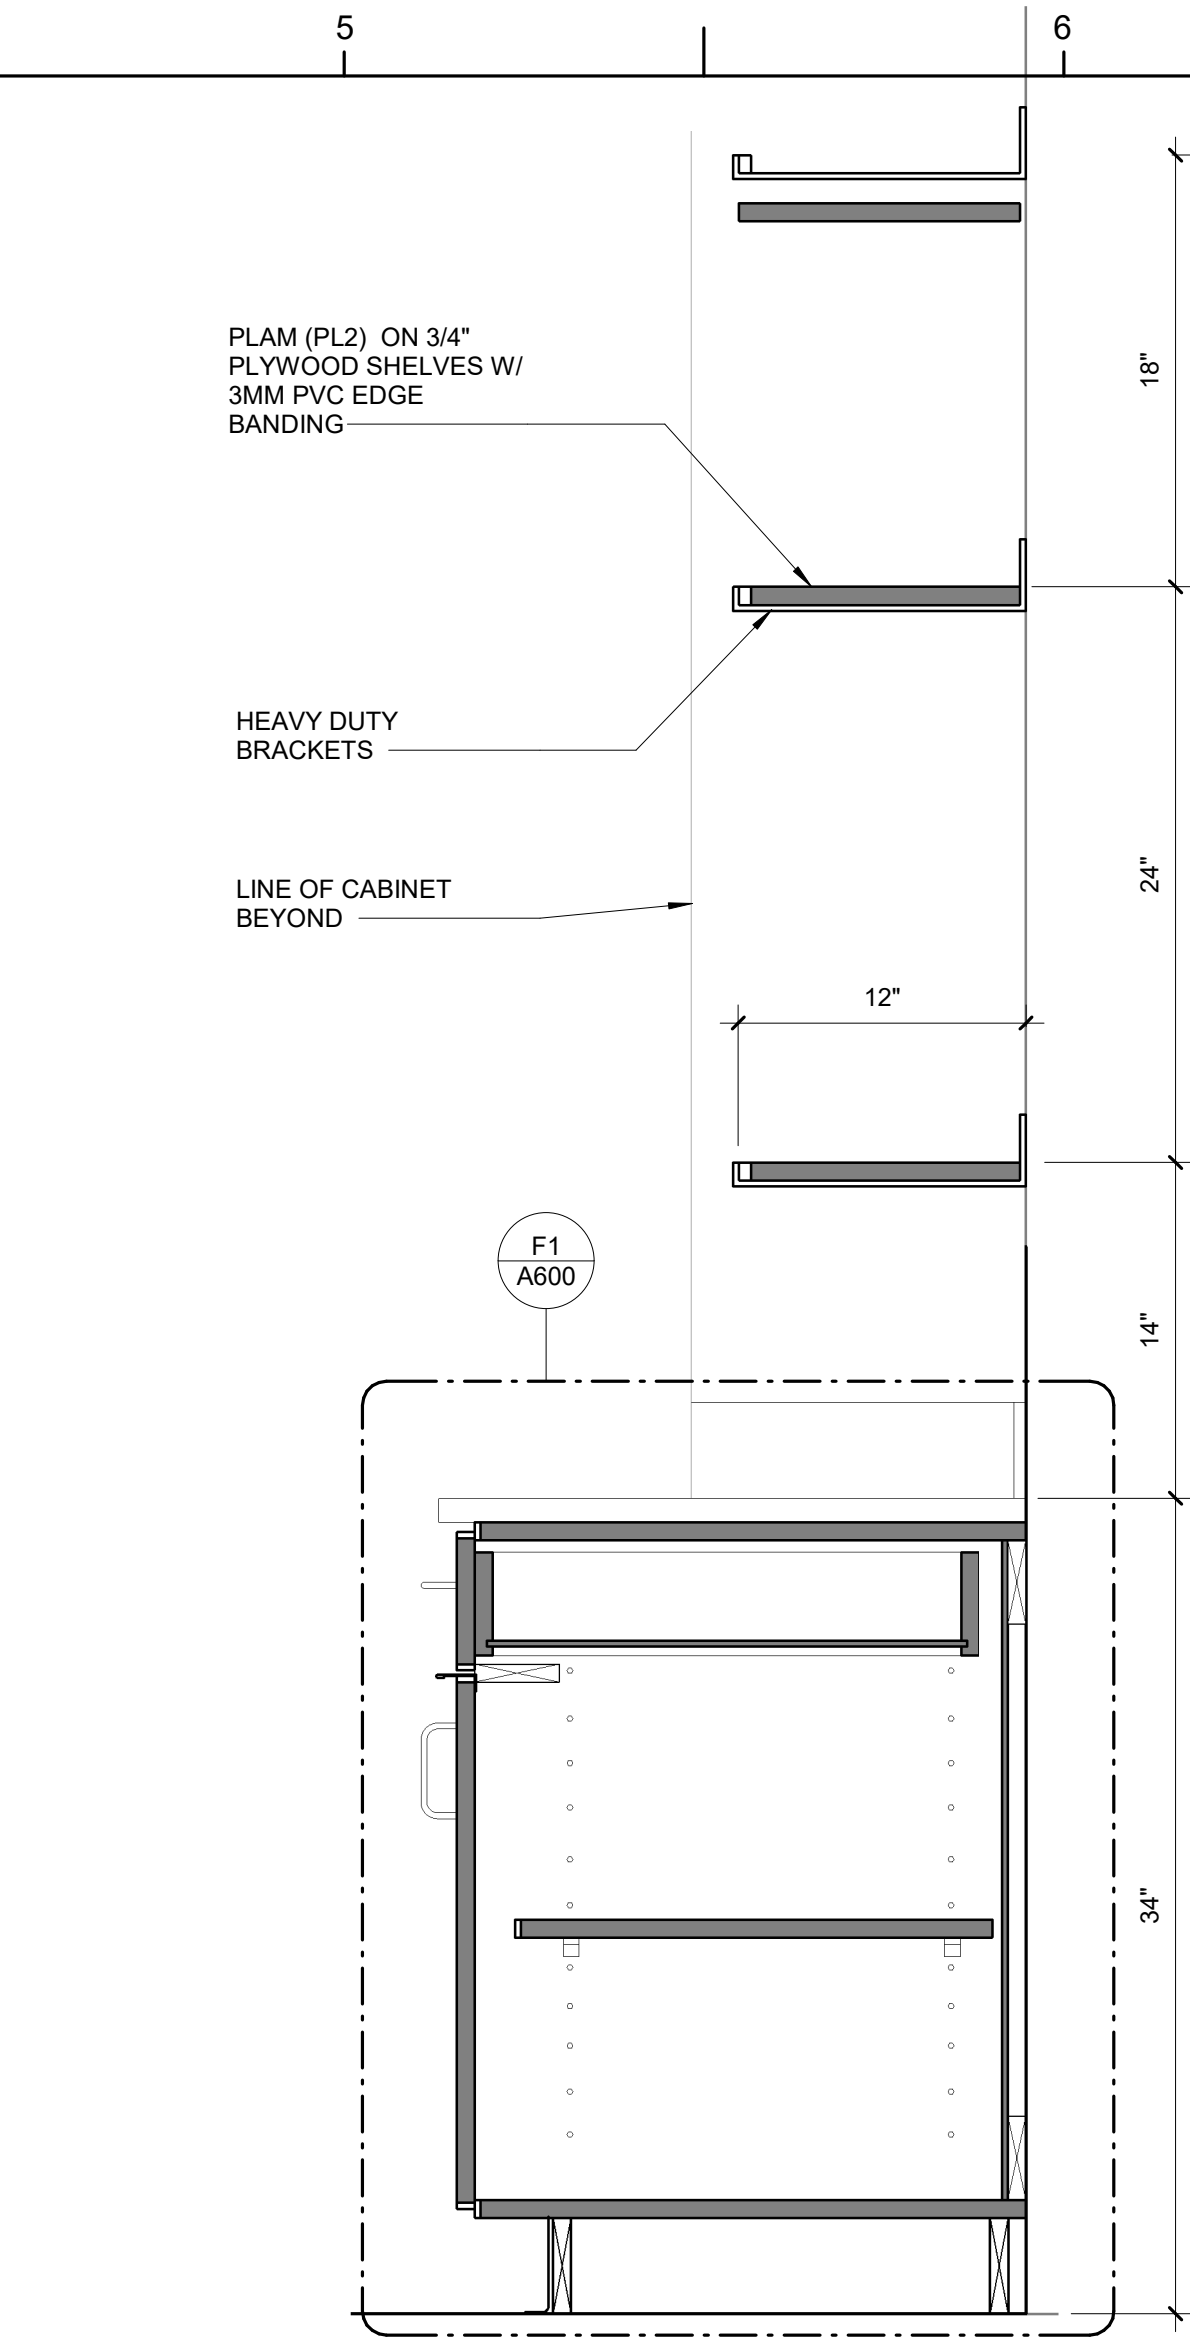 5
6
PLAM (PL2) ON 3/4"
PLYWOOD SHELVES W/
3MM PVC EDGE
BANDING
18"
HEAVY DUTY
BRACKETS
24"
LINE OF CABINET
BEYOND
12"
F1
A600
14"
34"